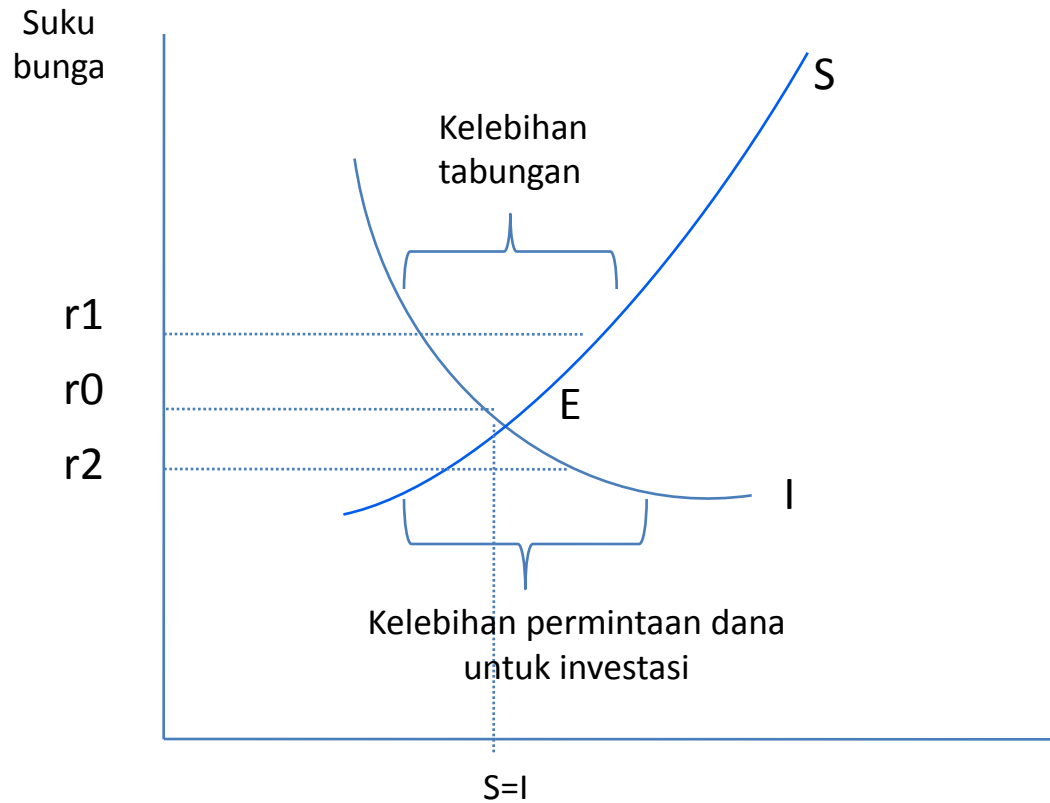 Suku
bunga
S
Kelebihan
tabungan
r1
r0
E
r2
I
Kelebihan permintaan dana
untuk investasi
S=I